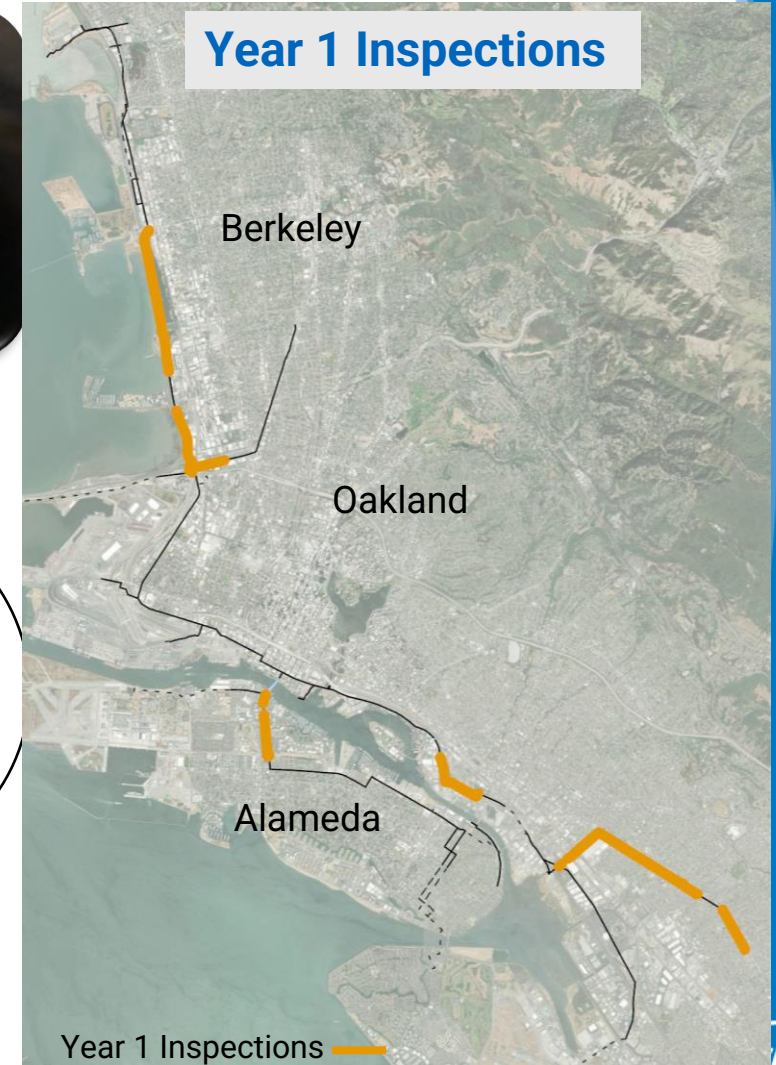 Year 1 Inspections
Berkeley
Oakland
Alameda
Year 1 Inspections